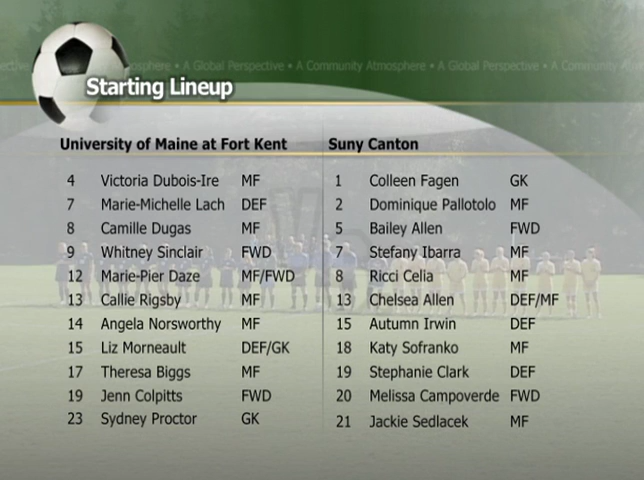 ective • A Community Atmosphere • A Global Perspective • A Community Atmosphere • A Global Perspective • A Community Atm
Starting Lineup
University of Maine at Fort Kent
4 Victoria Dubois-Ire MF
7 Marie-Michelle Lach DEF
8 Camille Dugas MF
9 Whitney Sinclair FWD
12 Marie-Pier Daze MF/FWD
13 Callie Rigsby MF
14 Angela Norsworthy MF
15 Liz Morneault DEF/GK
17 Theresa Biggs MF
19 Jenn Colpitts FWD
23 Sydney Proctor GK
Suny Canton
1 Colleen Fagen GK
2 Dominique Pallotolo MF
5 Bailey Allen FWD
7 Stefany Ibarra MF
8 Ricci Celia MF
13 Chelsea Allen DEF/MF
15 Autumn Irwin DEF
18 Katy Sofranko MF
19 Stephanie Clark DEF
20 Melissa Campoverde FWD
21 Jackie Sedlacek MF